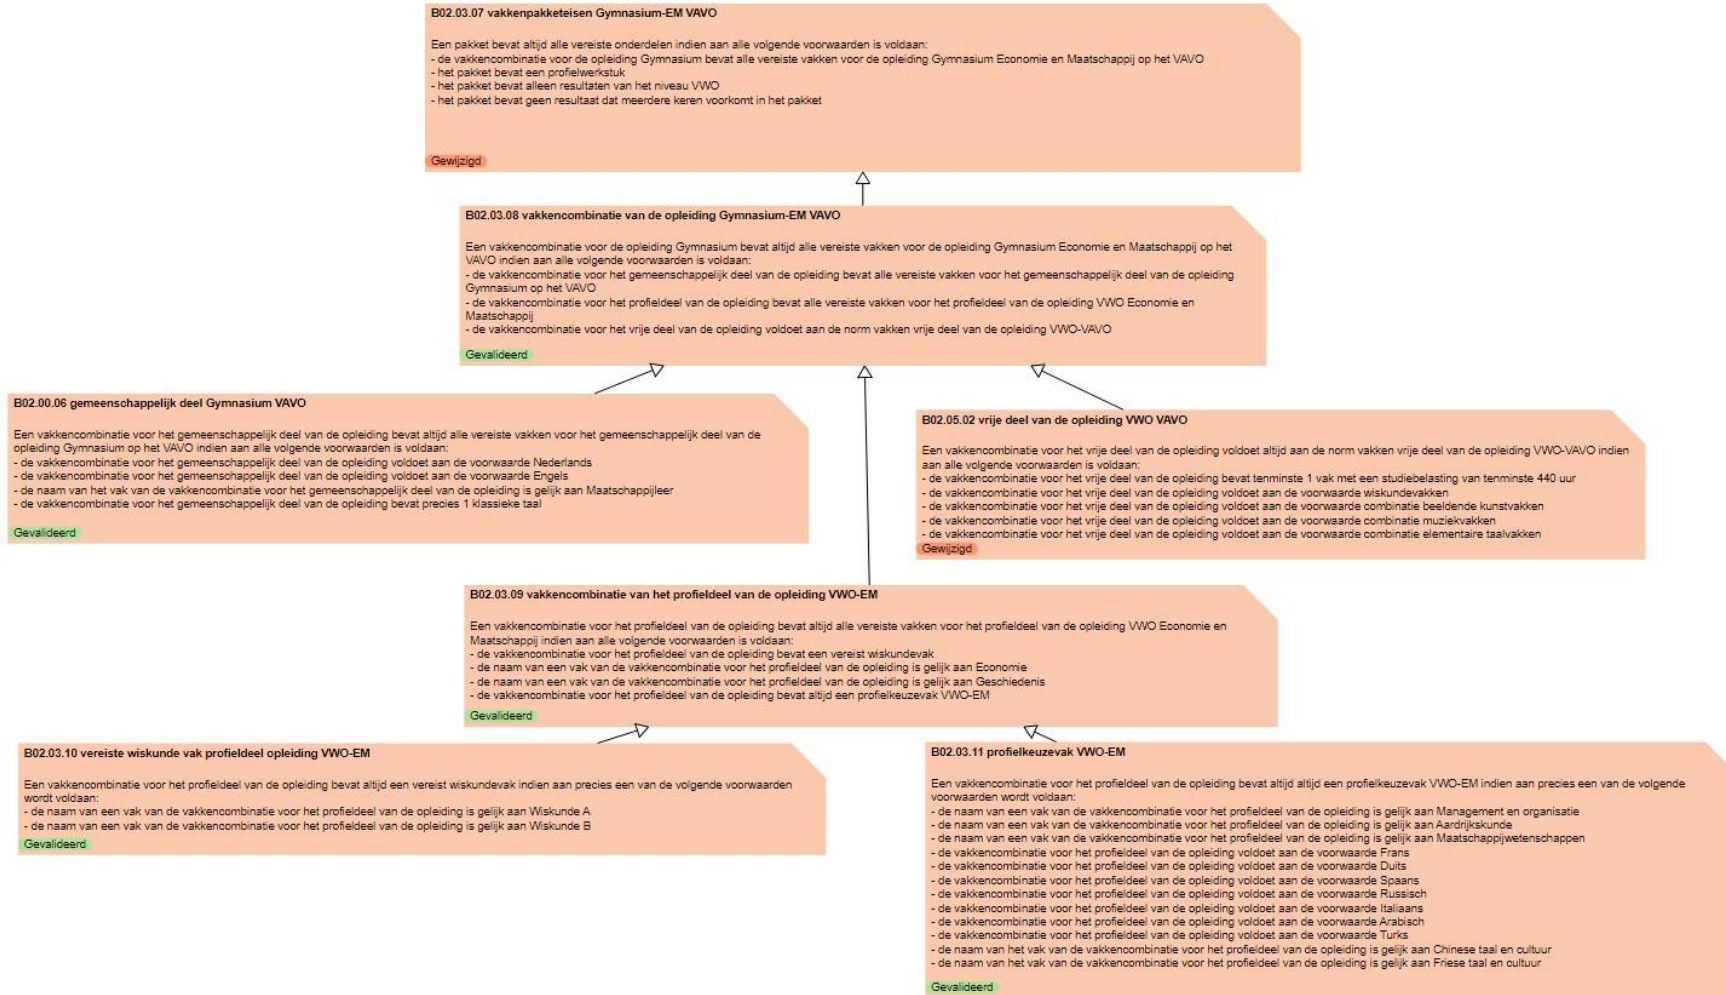 B02.03.07 vakkenpakketeisen Gymnasium-EM VAVO
Een pakket bevat altijd alle vereiste onderdelen indien aan alle volgende voorwaarden is voldaan:
- de vakkencombinatie voor de opleiding Gymnasium bevat alle vereiste vakken voor de opleiding Gymnasium Economie en Maatschappij op het VAVO
- het pakket bevat een profielwerkstuk
- het pakket bevat alleen resultaten van het niveau VWO
- het pakket bevat geen resultaat dat meerdere keren voorkomt in het pakket
Gewijzigd
B02.03.08 vakkencombinatie van de opleiding Gymnasium-EM VAVO
Een vakkencombinatie voor de opleiding Gymnasium bevat altijd alle vereiste vakken voor de opleiding Gymnasium Economie en Maatschappij op het
VAVO indien aan alle volgende voorwaarden is voldaan:
- de vakkencombinatie voor het gemeenschappelijk deel van de opleiding bevat alle vereiste vakken voor het gemeenschappelijk deel van de opleiding
Gymnasium op het VAVO
- de vakkencombinatie voor het profieldeel van de opleiding bevat alle vereiste vakken voor het profieldeel van de opleiding VWO Economie en
Maatschappij
- de vakkencombinatie voor het vrije deel van de opleiding voldoet aan de norm vakken vrije deel van de opleiding VWO-VAVO
Gevalideerd
B02.00.06 gemeenschappelijk deel Gymnasium VAVO
Een vakkencombinatie voor het gemeenschappelijk deel van de opleiding bevat altijd alle vereiste vakken voor het gemeenschappelijk deel van de
opleiding Gymnasium op het VAVO indien aan alle volgende voorwaarden is voldaan:
- de vakkencombinatie voor het gemeenschappelijk deel van de opleiding voldoet aan de voorwaarde Nederlands
- de vakkencombinatie voor het gemeenschappelijk deel van de opleiding voldoet aan de voorwaarde Engels
- de naam van het vak van de vakkencombinatie voor het gemeenschappelijk deel van de opleiding is gelijk aan Maatschappijleer
- de vakkencombinatie voor het gemeenschappelijk deel van de opleiding bevat precies 1 klassieke taal
Gevalideerd
B02.05.02 vrije deel van de opleiding VWO VAVO
Een vakkencombinatie voor het vrije deel van de opleiding voldoet altijd aan de norm vakken vrije deel van de opleiding VWO-VAVO indien
aan alle volgende voorwaarden is voldaan:
- de vakkencombinatie voor het vrije deel van de opleiding bevat tenminste 1 vak met een studiebelasting van tenminste 440 uur
- de vakkencombinatie voor het vrije deel van de opleiding voldoet aan de voorwaarde wiskundevakken
- de vakkencombinatie voor het vrije deel van de opleiding voldoet aan de voorwaarde combinatie beeldende kunstvakken
- de vakkencombinatie voor het vrije deel van de opleiding voldoet aan de voorwaarde combinatie muziekvakken
- de vakkencombinatie voor het vrije deel van de opleiding voldoet aan de voorwaarde combinatie elementaire taalvakken
Gewijzigd
B02.03.09 vakkencombinatie van het profieldeel van de opleiding VWO-EM
Een vakkencombinatie voor het profieldeel van de opleiding bevat altijd alle vereiste vakken voor het profieldeel van de opleiding VWO Economie en
Maatschappij indien aan alle volgende voorwaarden is voldaan:
- de vakkencombinatie voor het profieldeel van de opleiding bevat een vereist wiskundevak
- de naam van een vak van de vakkencombinatie voor het profieldeel van de opleiding is gelijk aan Economie
- de naam van een vak van de vakkencombinatie voor het profieldeel van de opleiding is gelijk aan Geschiedenis
- de vakkencombinatie voor het profieldeel van de opleiding bevat altijd een profielkeuzevak VWO-EM
Gevalideerd
B02.03.10 vereiste wiskunde vak profieldeel opleiding VWO-EM
Een vakkencombinatie voor het profieldeel van de opleiding bevat altijd een vereist wiskundevak indien aan precies een van de volgende voorwaarden
wordt voldaan:
- de naam van een vak van de vakkencombinatie voor het profieldeel van de opleiding is gelijk aan Wiskunde A
- de naam van een vak van de vakkencombinatie voor het profieldeel van de opleiding is gelijk aan Wiskunde B
Gevalideerd
B02.03.11 profielkeuzevak VWO-EM
Een vakkencombinatie voor het profieldeel van de opleiding bevat altijd altijd een profielkeuzevak VWO-EM indien aan precies een van de volgende
voorwaarden wordt voldaan:
- de naam van een vak van de vakkencombinatie voor het profieldeel van de opleiding is gelijk aan Management en organisatie
- de naam van een vak van de vakkencombinatie voor het profieldeel van de opleiding is gelijk aan Aardrijkskunde
- de naam van een vak van de vakkencombinatie voor het profieldeel van de opleiding is gelijk aan Maatschappijwetenschappen
- de vakkencombinatie voor het profieldeel van de opleiding voldoet aan de voorwaarde Frans
- de vakkencombinatie voor het profieldeel van de opleiding voldoet aan de voorwaarde Duits
- de vakkencombinatie voor het profieldeel van de opleiding voldoet aan de voorwaarde Spaans
- de vakkencombinatie voor het profieldeel van de opleiding voldoet aan de voorwaarde Russisch
- de vakkencombinatie voor het profieldeel van de opleiding voldoet aan de voorwaarde Italiaans
- de vakkencombinatie voor het profieldeel van de opleiding voldoet aan de voorwaarde Arabisch
- de vakkencombinatie voor het profieldeel van de opleiding voldoet aan de voorwaarde Turks
- de naam van het vak van de vakkencombinatie voor het profieldeel van de opleiding is gelijk aan Chinese taal en cultuur
- de naam van het vak van de vakkencombinatie voor het profieldeel van de opleiding is gelijk aan Friese taal en cultuur
Gevalideerd